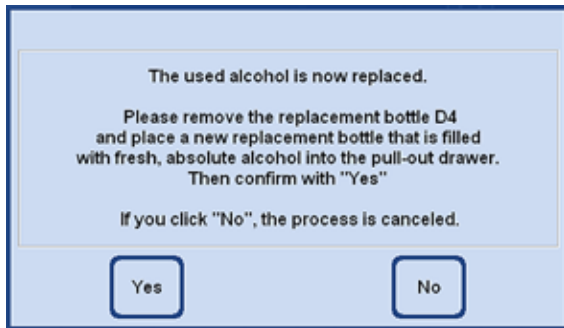 The used alcohol is now replaced.
Please remove the replacement bottle D4
and place a new replacement bottle that is filled
with fresh, absolute alcohol into the pull-out drawer.
Then confirm with "Yes"
If you click "No", the process is canceled.
Yes
No